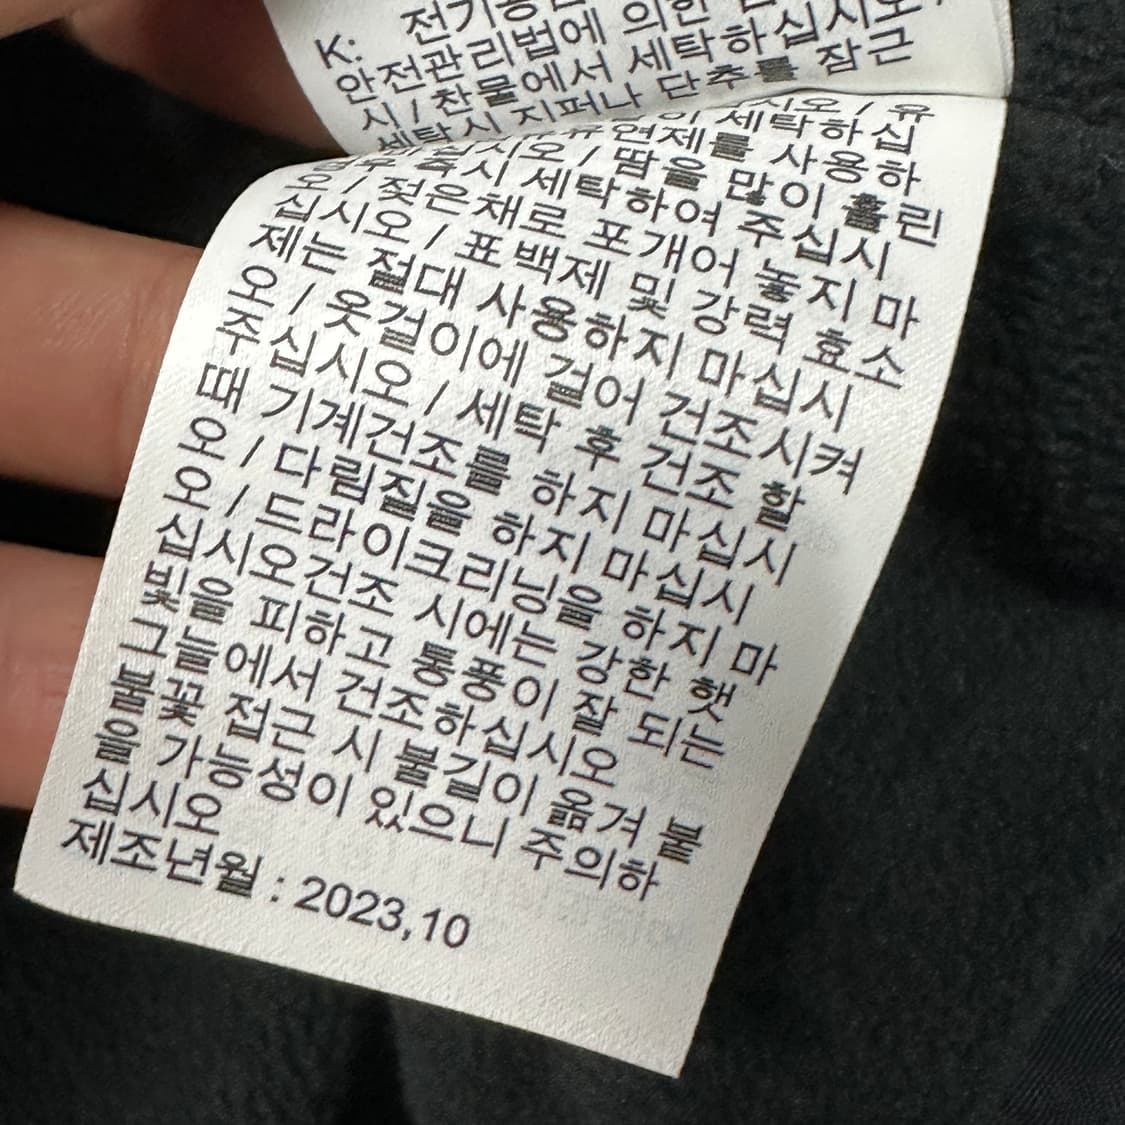 K: 전기용
안전관리법에 의한
시 / 찬물에서 세탁하십시오
세탁시 지퍼나 단추를 잠근
세탁하십
시오 / 유
연제를 사용하
시오 / 땀을 많이 흘린
즉시 세탁하여 주십시
오 / 젖은채로 포개어 놓지 마
십시오 / 표백제 및 강력 효소
제는 절대 사용하지 마십시
오 / 옷걸이에 걸어 건조시켜
주십시오 / 세탁 후 건조 할
때 기계건조를 하지 마십시
오 / 다림질을 하지 마십시
오 / 드라이크리닝을 하지 마
십시오건조 시에는 강한 햇
빛을 피하고 통풍이 잘 되는
그늘에서 건조하십시오
불꽃 접근 시 불길이 옮겨 붙
을 가능성이 있으니 주의하
십시오
제조년월 : 2023,10